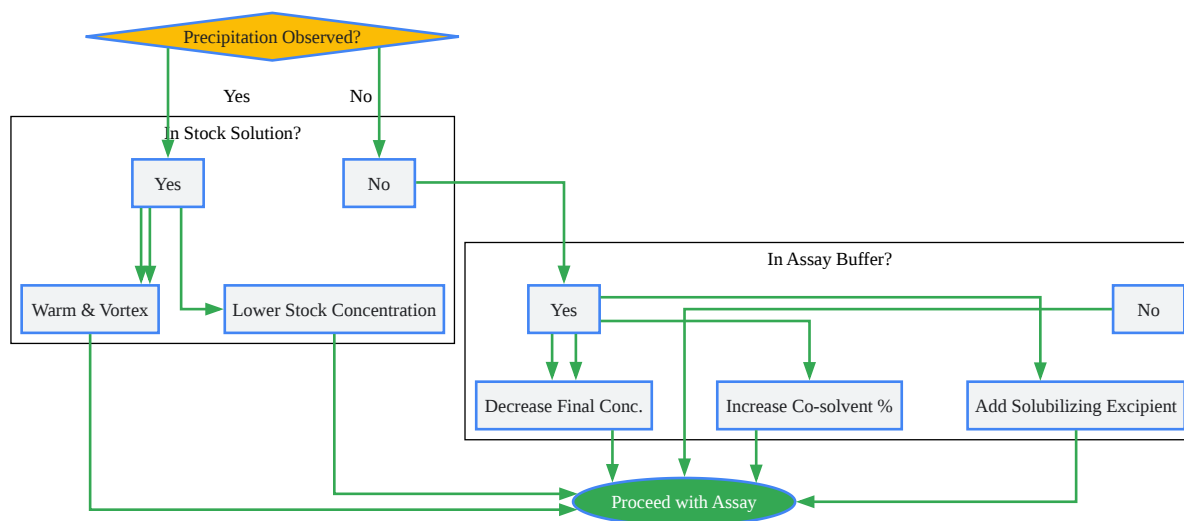 Precipitation Observed?
Yes
No
In Stock Solution?
Yes
No
In Assay Buffer?
Warm & Vortex
Lower Stock Concentration
Yes
No
Decrease Final Conc.
Increase Co-solvent %
Add Solubilizing Excipient
Proceed with Assay